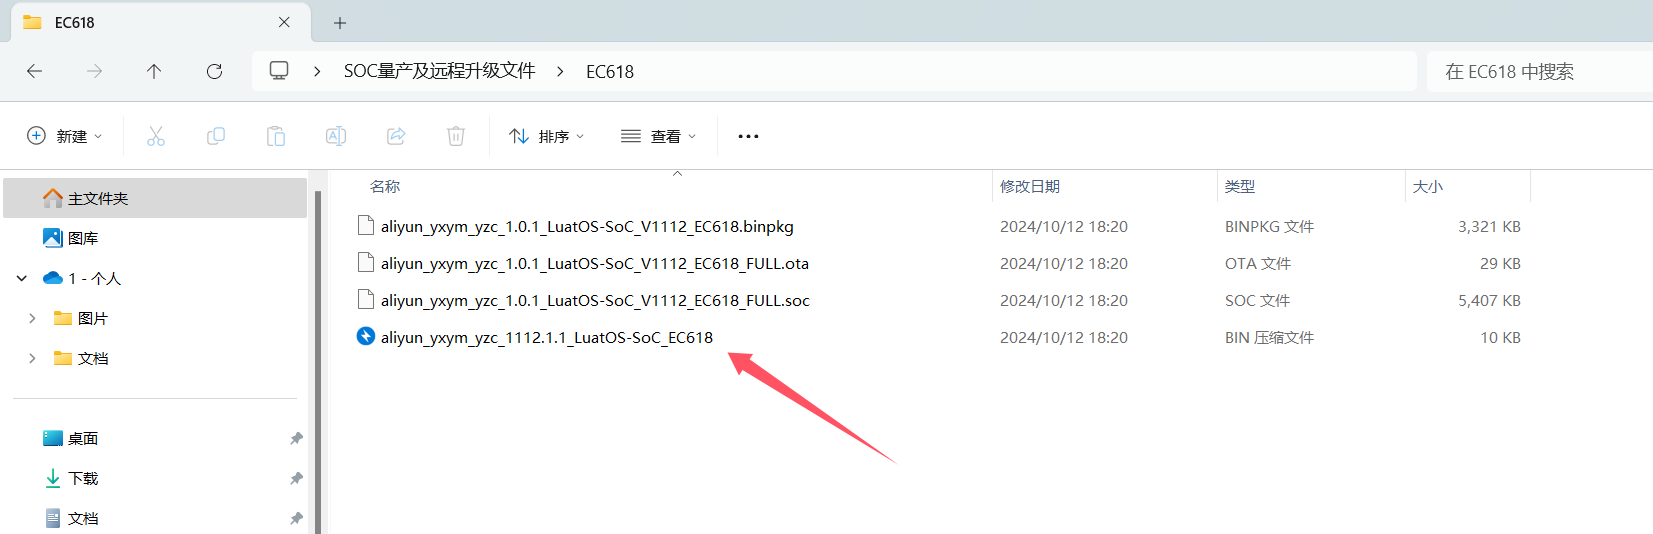 EC618
SOC量产及远程升级文件 EC618
在 EC618 中搜索
新建 排序 查看
名称 修改日期 类型 大小
aliyun_yxym_yzc_1.0.1_LuatOS-SoC_V1112_EC618.binpkg 2024/10/12 18:20 BINPKG 文件 3,321 KB
aliyun_yxym_yzc_1.0.1_LuatOS-SoC_V1112_EC618_FULL.ota 2024/10/12 18:20 OTA 文件 29 KB
aliyun_yxym_yzc_1.0.1_LuatOS-SoC_V1112_EC618_FULL.soc 2024/10/12 18:20 SOC 文件 5,407 KB
aliyun_yxym_yzc_1112.1.1_LuatOS-SoC_EC618 2024/10/12 18:20 BIN 压缩文件 10 KB
主文件夹
图库
1 - 个人
图片
文档
桌面
下载
文档